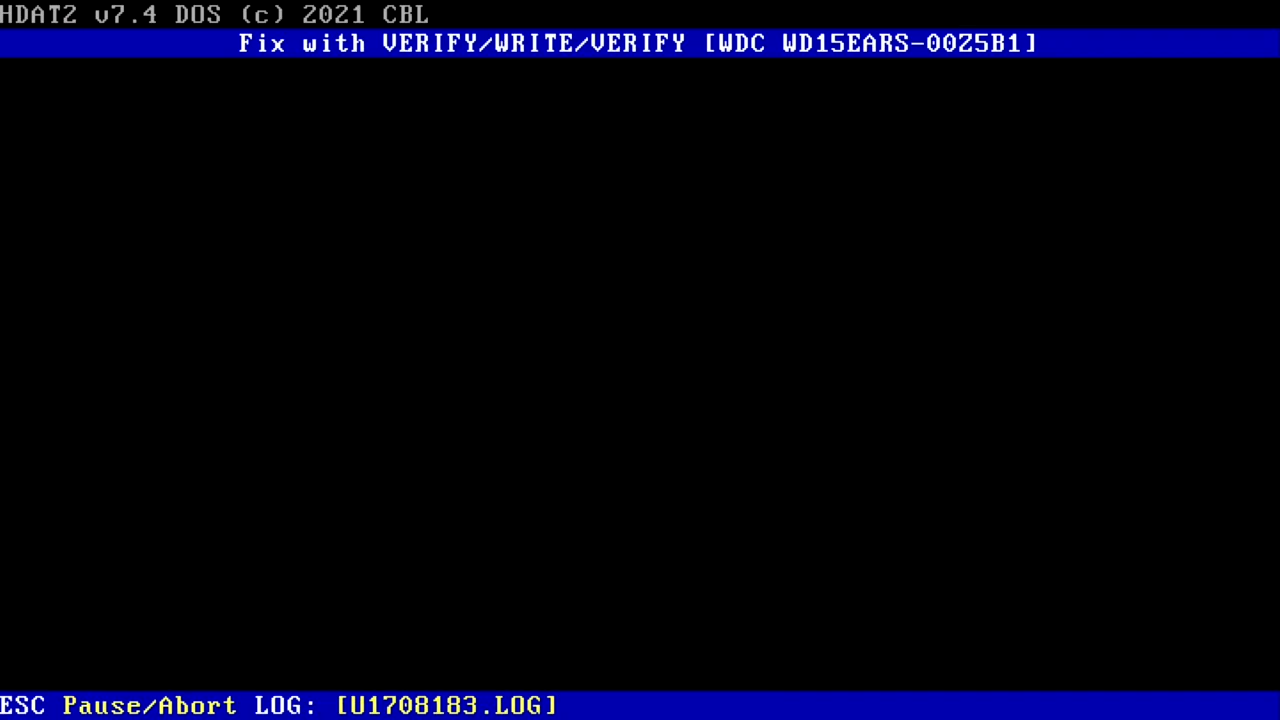 HDAT2 v7.4 DOS (c) 2021 CBL
Fix with VERIFY/WRITE/VERIFY [WDC WD15EARS-00Z5B1]
ESC Pause/Abort LOG: [U1708183.LOG]